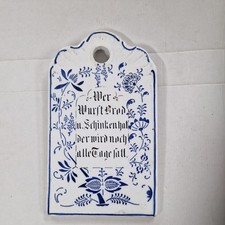 Wer
Wurst Brod
u. Schinken hat
der wird noch
alle Tage satt.